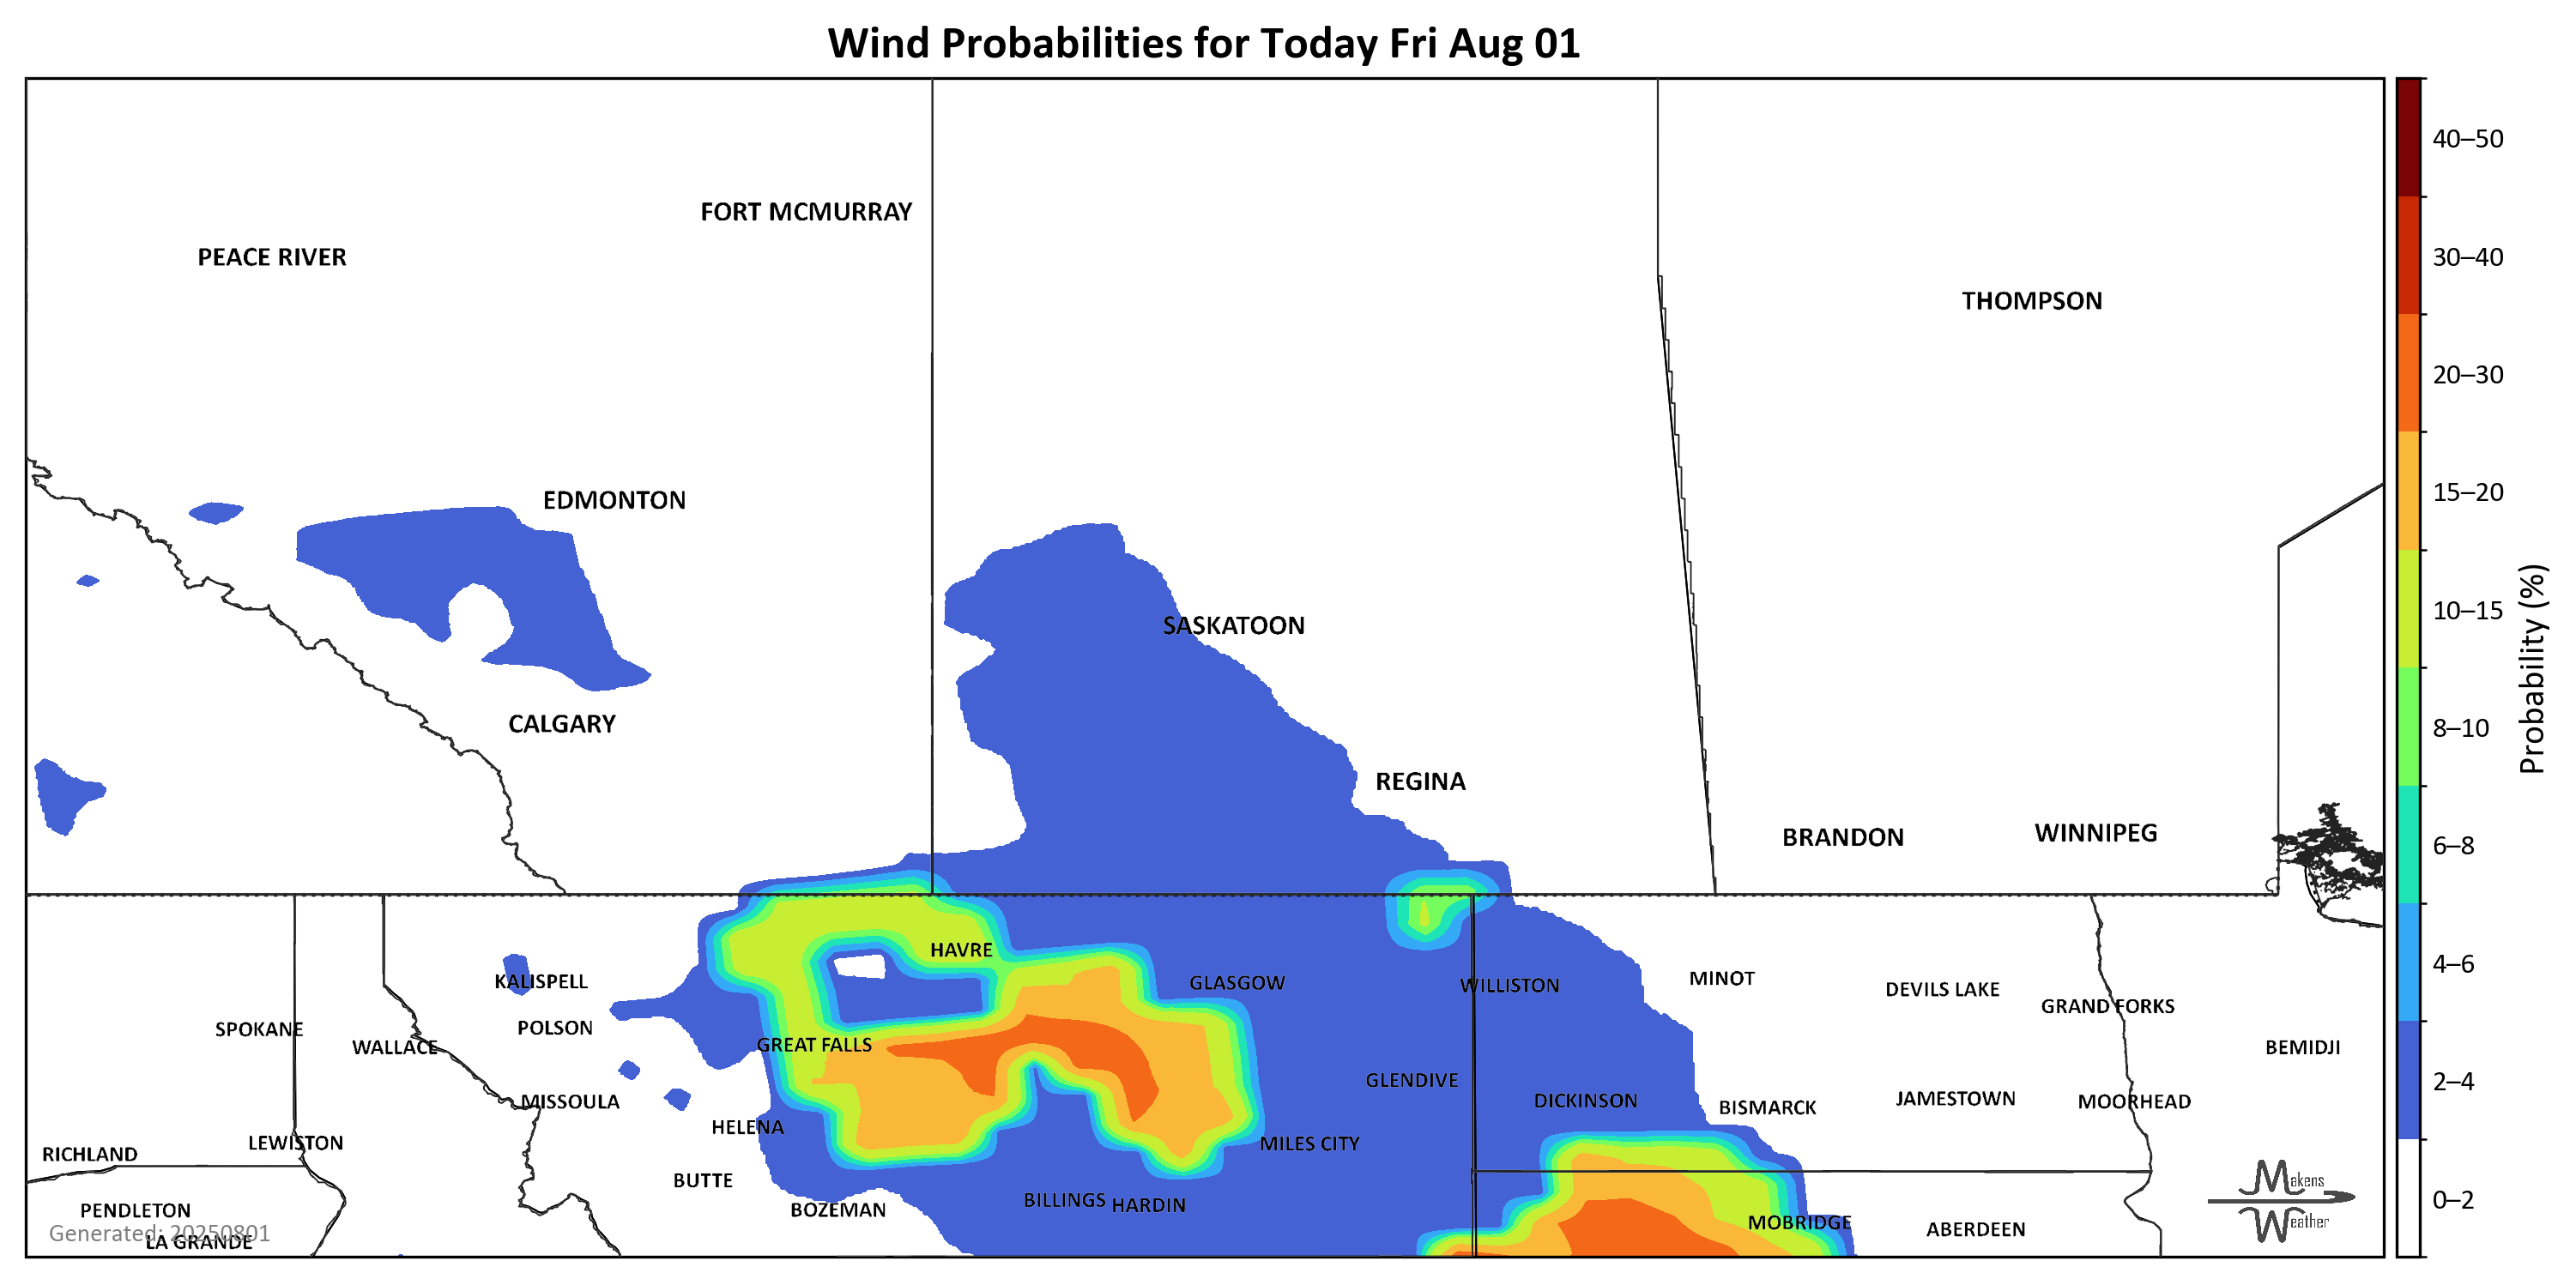 Wind Probabilities for Today Fri Aug 01
40–50
FORT MCMURRAY
PEACE RIVER
30–40
THOMPSON
20–30
EDMONTON
15–20
SASKATOON
10–15
CALGARY
8–10
REGINA
BRANDON
WINNIPEG
6–8
Probability (%)
HAVRE
4–6
KALISPELL
GLASGOW
WILLISTON
MINOT
DEVILS LAKE
GRAND FORKS
SPOKANE
POLSON
WALLACE
GREAT FALLS
BEMIDJI
GLENDIVE
2–4
MISSOULA
DICKINSON
BISMARCK
JAMESTOWN
MOORHEAD
HELENA
LEWISTON
MILES CITY
RICHLAND
BUTTE
Makens
Weather
BILLINGS
HARDIN
0–2
PENDLETON
BOZEMAN
MOBRIDGE
ABERDEEN
Generated: 20250801
LA GRANDE